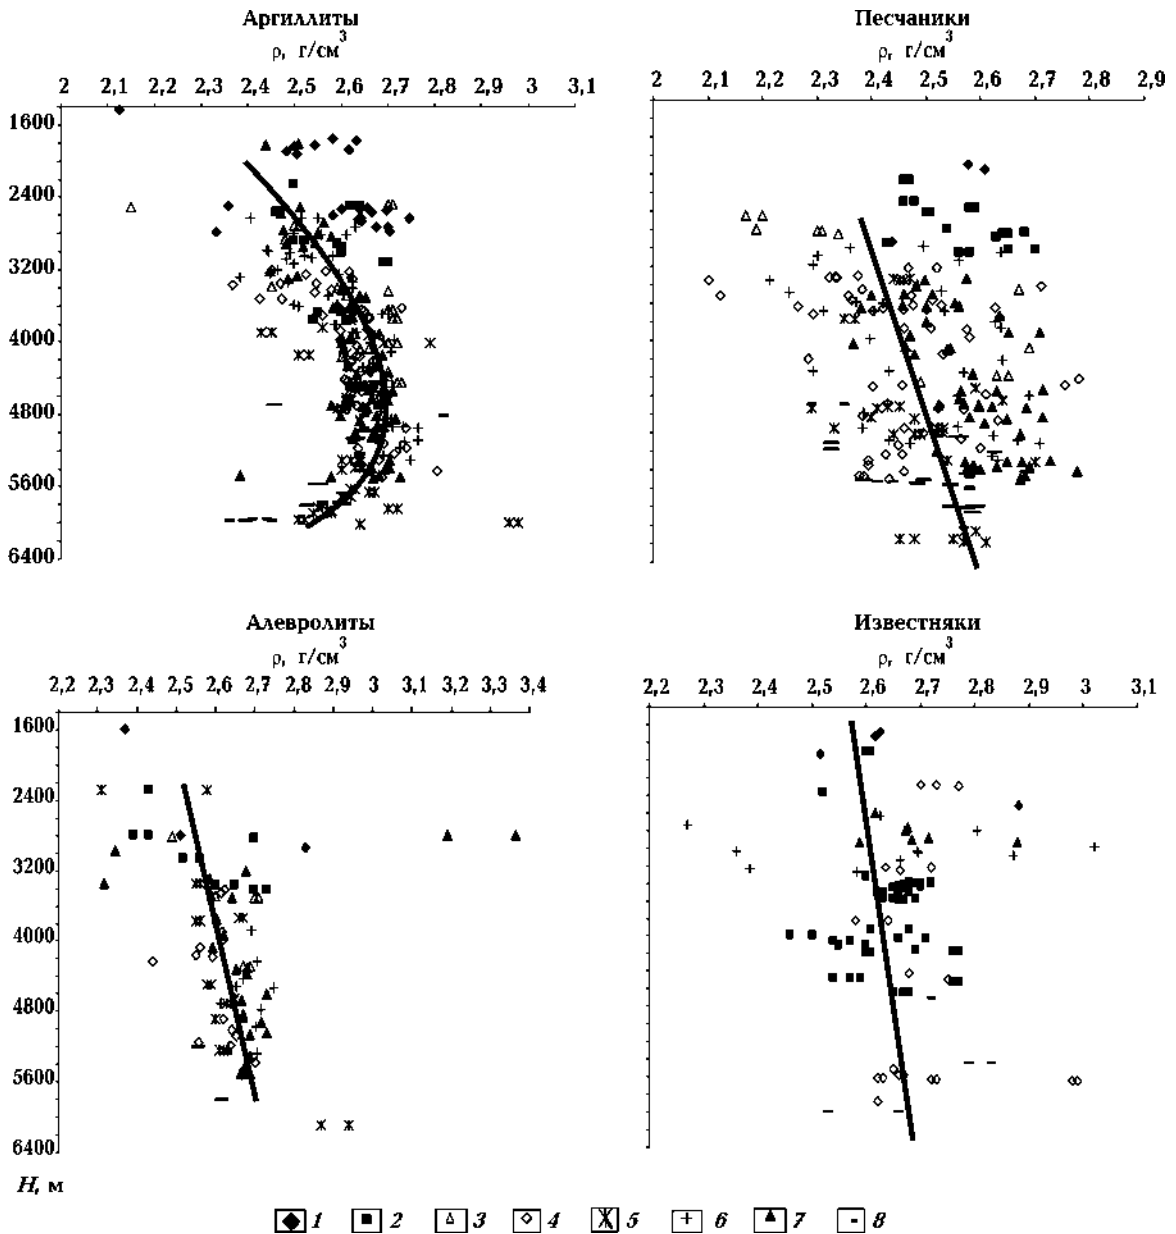 Аргиллиты
ρ, г/см³
2 2,1 2,2 2,3 2,4 2,5 2,6 2,7 2,8 2,9 3 3,1
1600
2400
3200
4000
4800
5600
6400
Песчаники
ρ, г/см³
2 2,1 2,2 2,3 2,4 2,5 2,6 2,7 2,8 2,9
Алевролиты
ρ, г/см³
2,2 2,3 2,4 2,5 2,6 2,7 2,8 2,9 3 3,1 3,2 3,3 3,4
1600
2400
3200
4000
4800
5600
6400
H, м
Известняки
ρ, г/см³
2,2 2,3 2,4 2,5 2,6 2,7 2,8 2,9 3 3,1
1 2 3 4 5 6 7 8